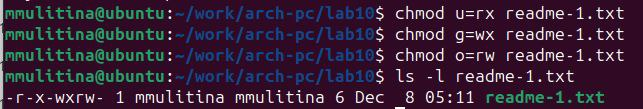 mmulitina@ubuntu:~/work/arch-pc/lab10$ chmod u=rx readme-1.txt
mmulitina@ubuntu:~/work/arch-pc/lab10$ chmod g=wx readme-1.txt
mmulitina@ubuntu:~/work/arch-pc/lab10$ chmod o=rw readme-1.txt
mmulitina@ubuntu:~/work/arch-pc/lab10$ ls -l readme-1.txt
-r-x-wxrw- 1 mmulitina mmulitina 6 Dec  8 05:11 readme-1.txt